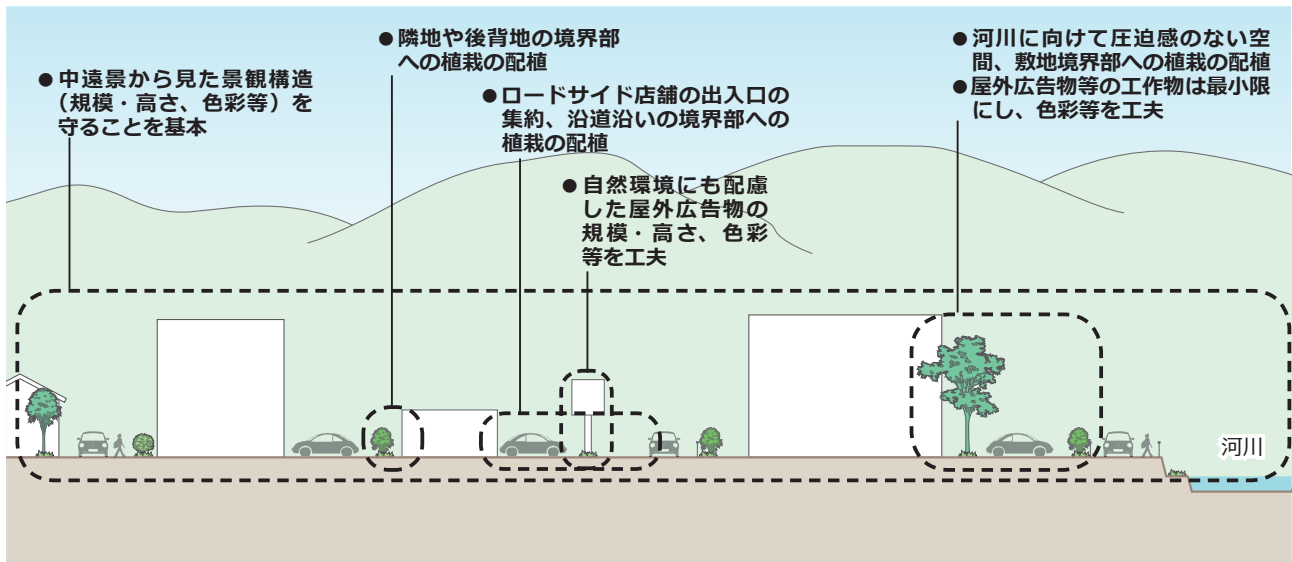 ●中遠景から見た景観構造
（規模・高さ、色彩等）を
守ることを基本
●隣地や後背地の境界部
への植栽の配植
●ロードサイド店舗の出入口の
集約、沿道沿いの境界部への
植栽の配植
●自然環境にも配慮
した屋外広告物の
規模・高さ、色彩
等を工夫
●河川に向けて圧迫感のない空
間、敷地境界部への植栽の配植
●屋外広告物等の工作物は最小限
にし、色彩等を工夫
河川